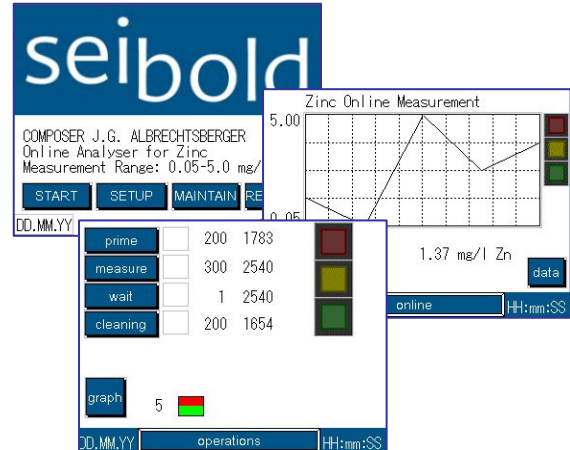 seibold
COMPOSER J.G. ALBRECHTSBERGER
Online Analyser for Zinc
Measurement Range: 0.05-5.0 mg/
START SETUP MAINTAIN RE
DD.MM.YY
Zinc Online Measurement
5.00
0.05
1.37 mg/l Zn
data
online HH:mm:SS
prime 200 1783
measure 300 2540
wait 1 2540
cleaning 200 1654
graph 5
DD.MM.YY operations HH:mm:SS